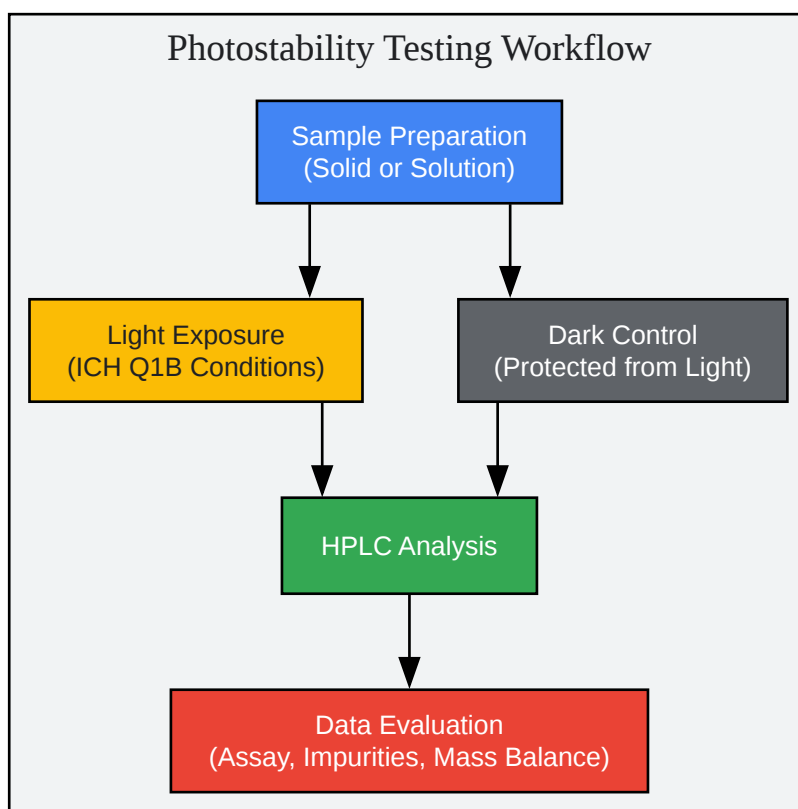 Photostability Testing Workflow
Sample Preparation
(Solid or Solution)
Light Exposure
(ICH Q1B Conditions)
Dark Control
(Protected from Light)
HPLC Analysis
Data Evaluation
(Assay, Impurities, Mass Balance)